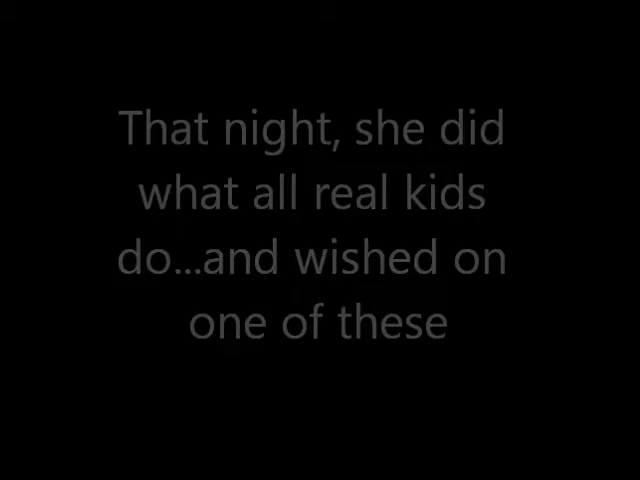 That night, she did
what all real kids
do...and wished on
one of these